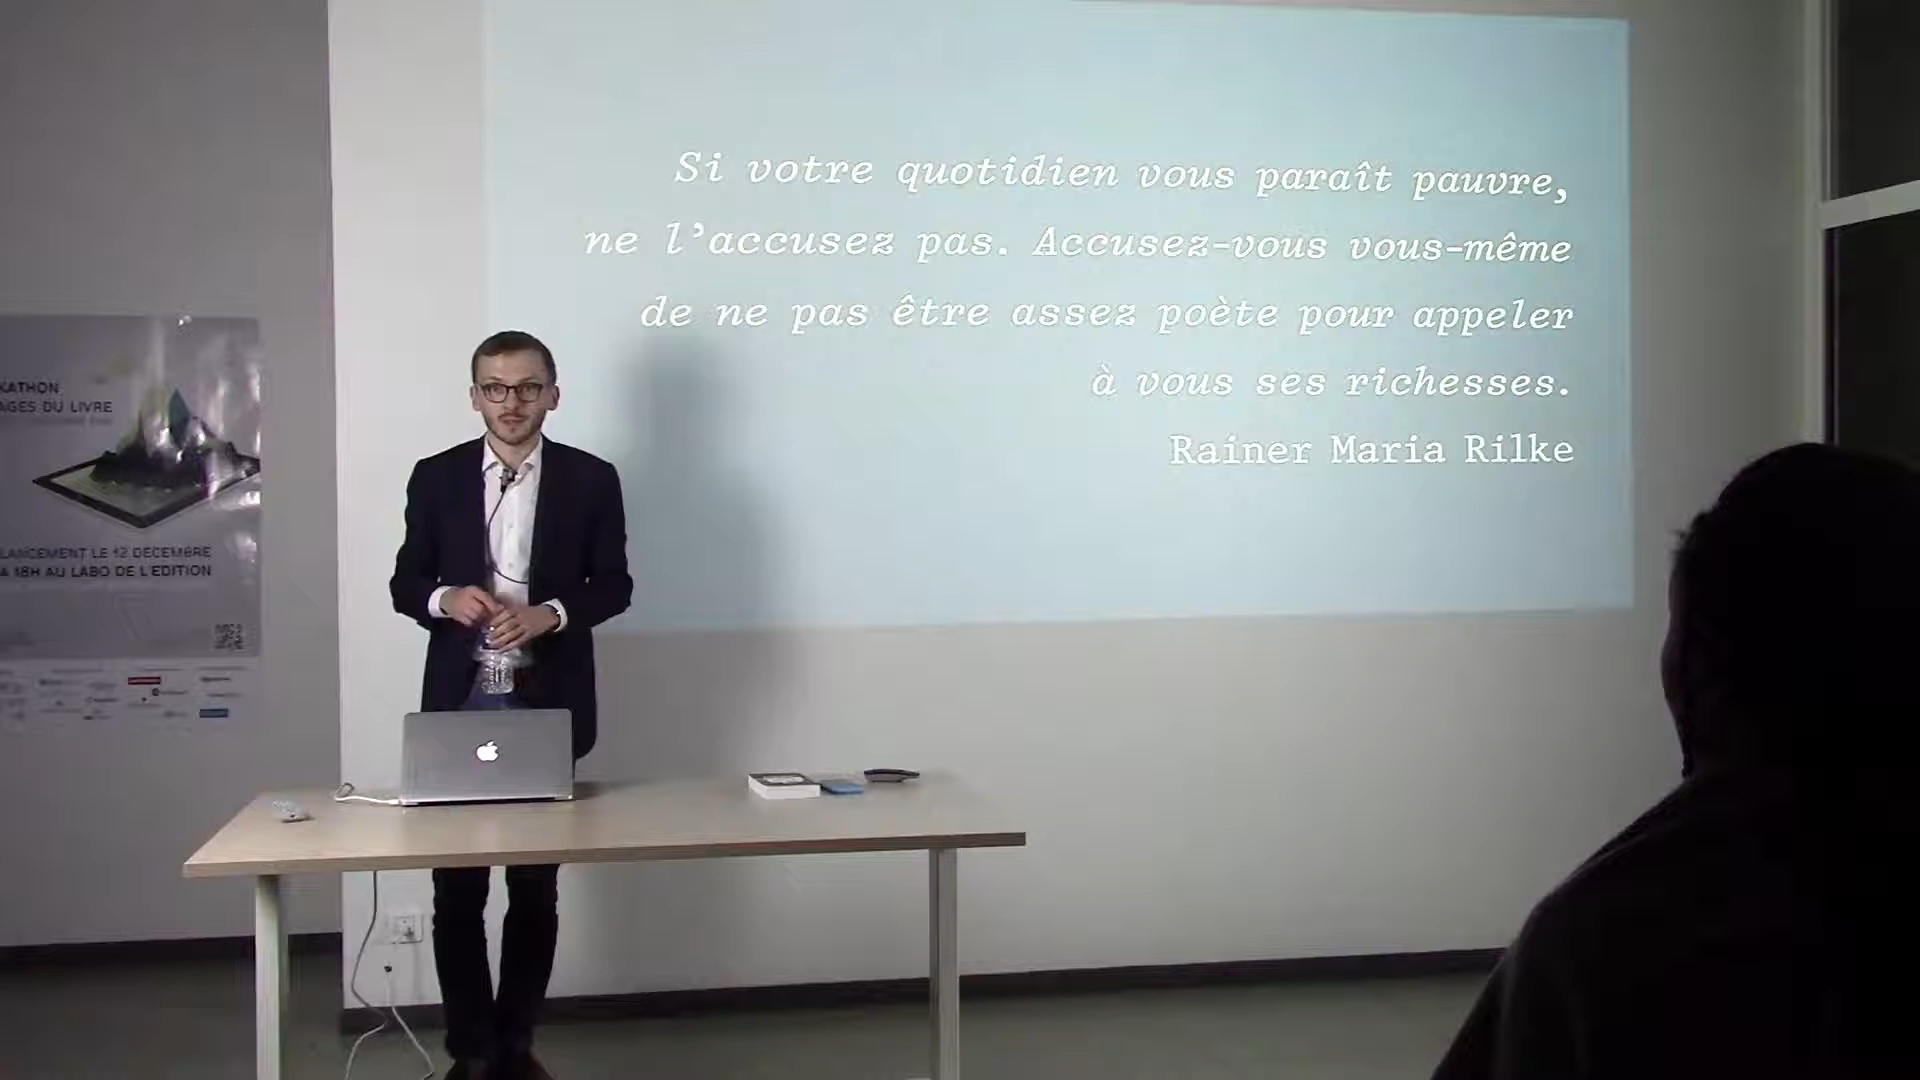 Si votre quotidien vous paraît pauvre,
ne l'accusez pas. Accusez-vous vous-même
de ne pas être assez poète pour appeler
à vous ses richesses.
Rainer Maria Rilke
KATHON
AGES DU LIVRE
LANCEMENT LE 12 DECEMBRE
A 18H AU LABO DE L'EDITION